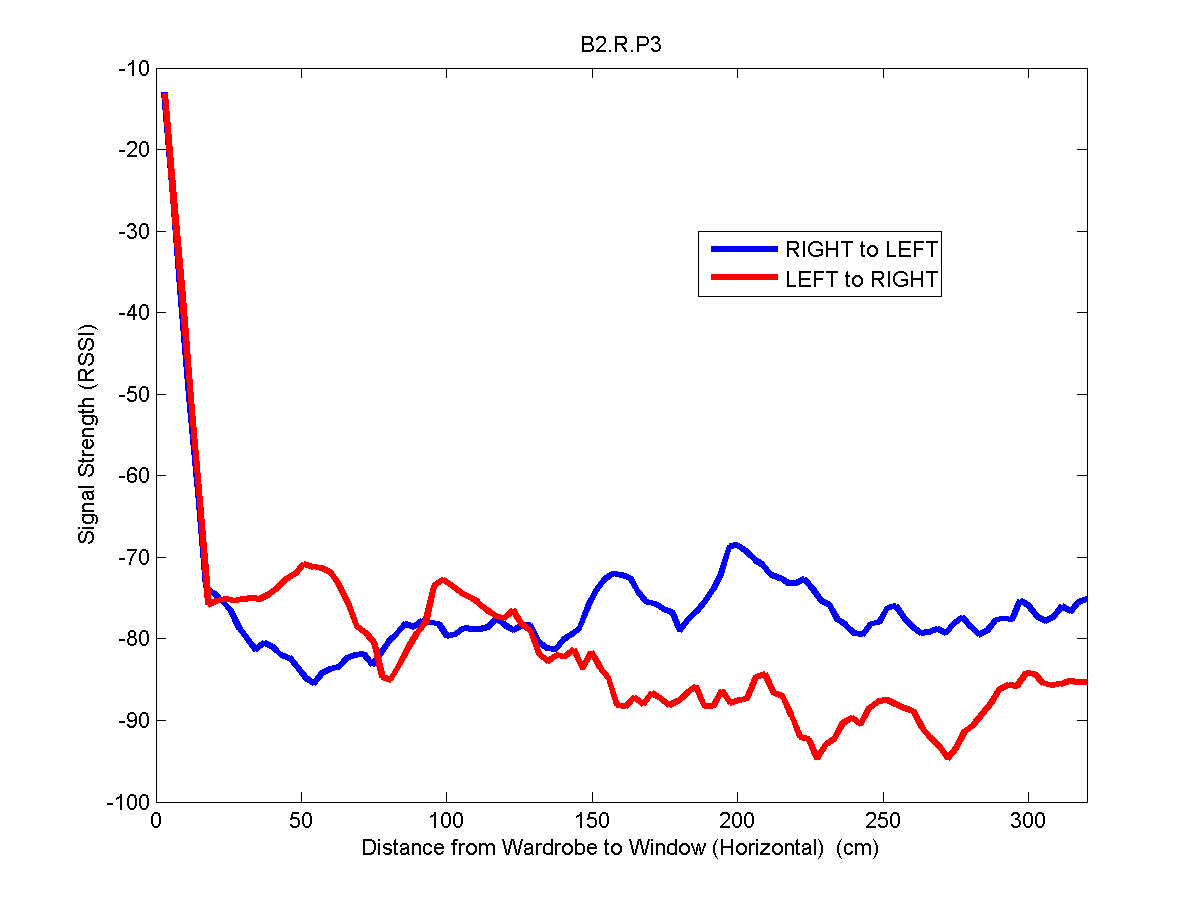 B2.R.P3
-10
-20
-30
-40
-50
-60
-70
-80
-90
-100
Signal Strength (RSSI)
RIGHT to LEFT
LEFT to RIGHT
0 50 100 150 200 250 300
Distance from Wardrobe to Window (Horizontal)  (cm)